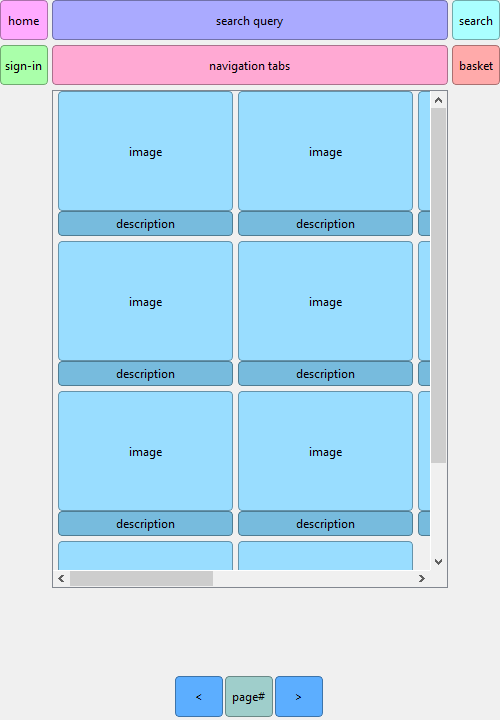 home
search query
search
sign-in
navigation tabs
basket
image
image
description
description
image
image
description
description
image
image
description
description
<
page#
>